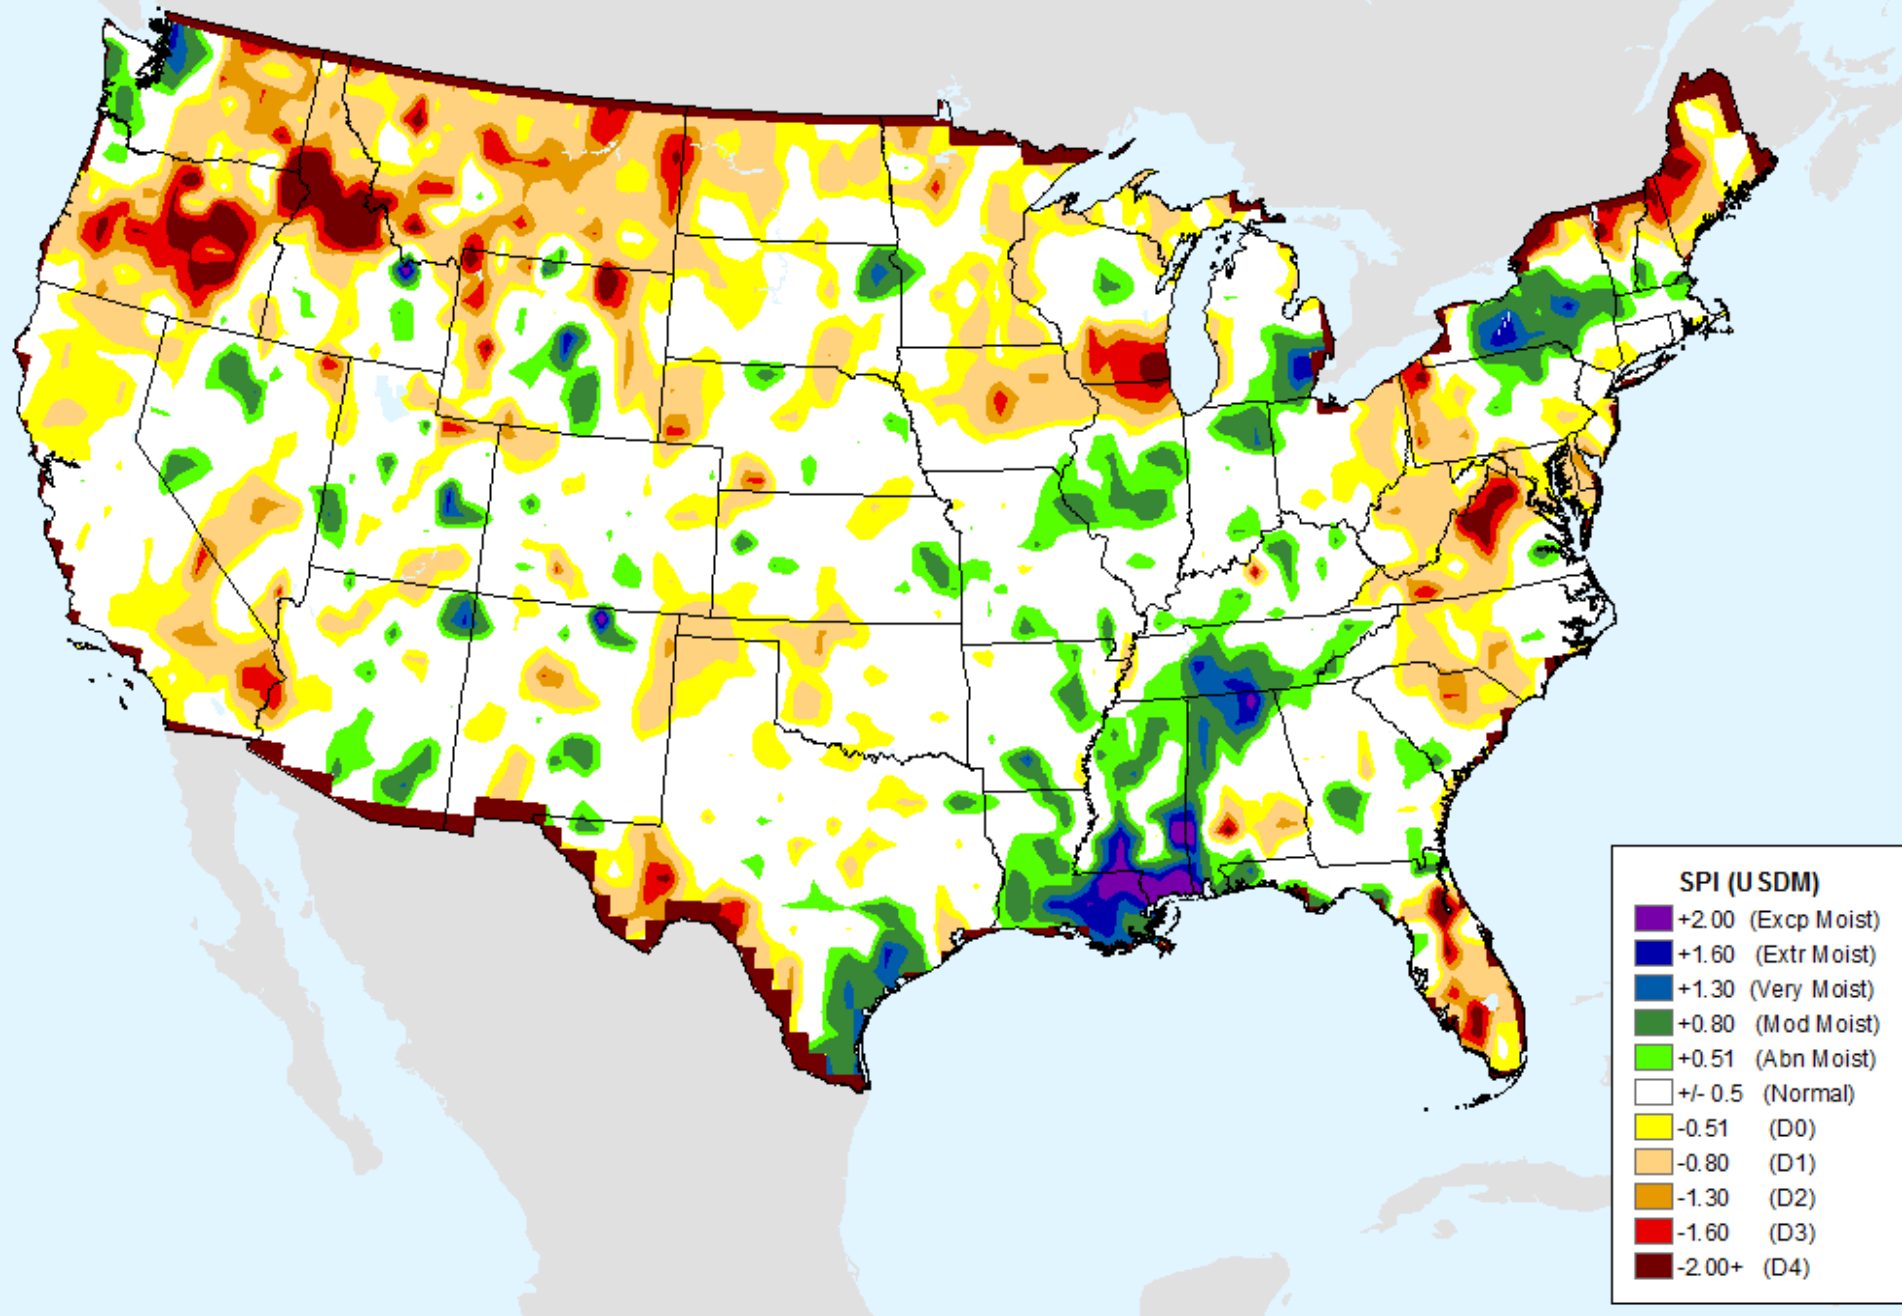 SPI (USDM)
+2.00 (Excp Moist)
+1.60 (Extr Moist)
+1.30 (Very Moist)
+0.80 (Mod Moist)
+0.51 (Abn Moist)
+/- 0.5 (Normal)
-0.51 (D0)
-0.80 (D1)
-1.30 (D2)
-1.60 (D3)
-2.00+ (D4)